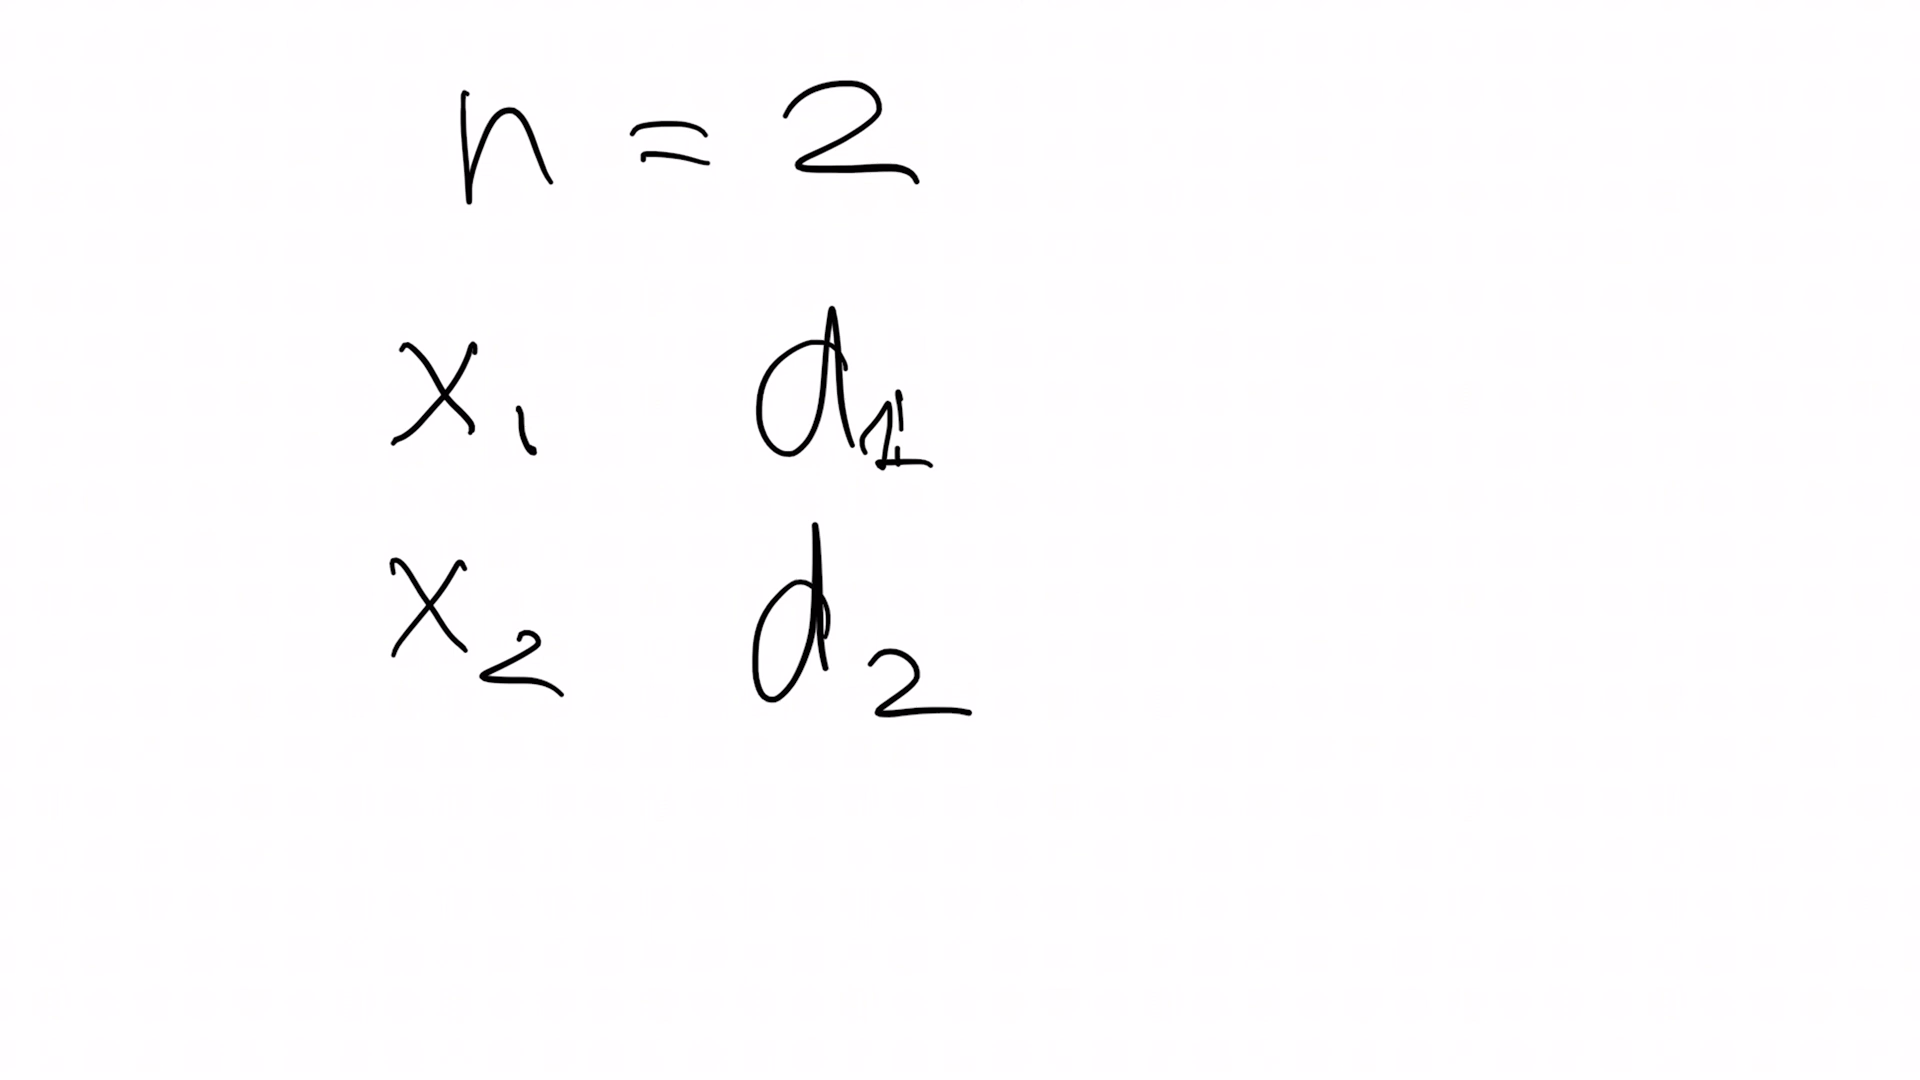 n = 2
x₁ d₁
x₂ d₂